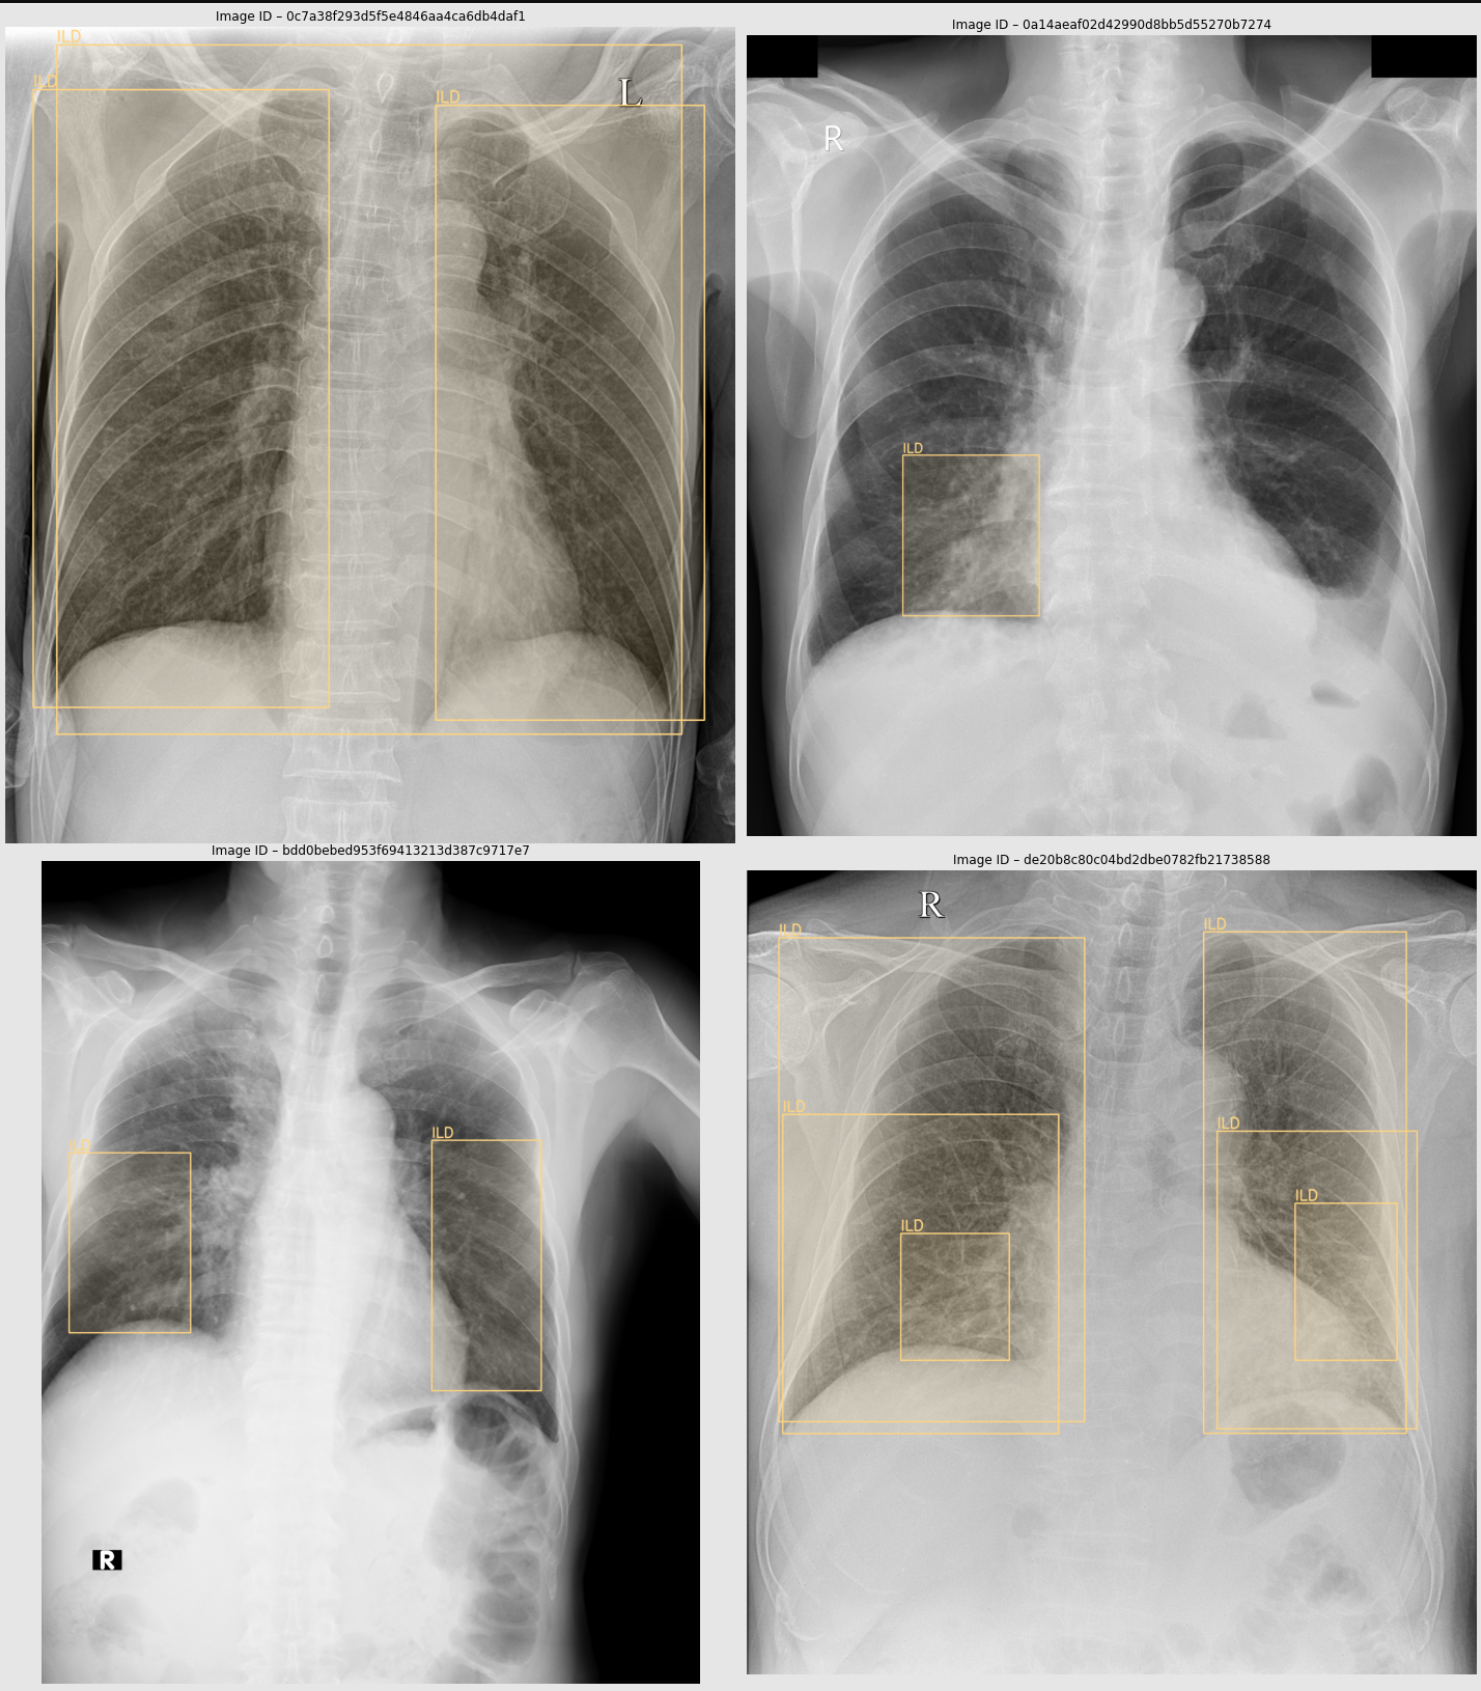 Image ID – 0c7a38f293d5f5e4846aa4ca6db4daf1
ILD
ILD
ILD
L
Image ID – 0a14aeaf02d42990d8bb5d55270b7274
R
ILD
Image ID – bdd0bebed953f69413213d387c9717e7
ILD
ILD
R
Image ID – de20b8c80c04bd2dbe0782fb21738588
R
ILD
ILD
ILD
ILD
ILD
ILD